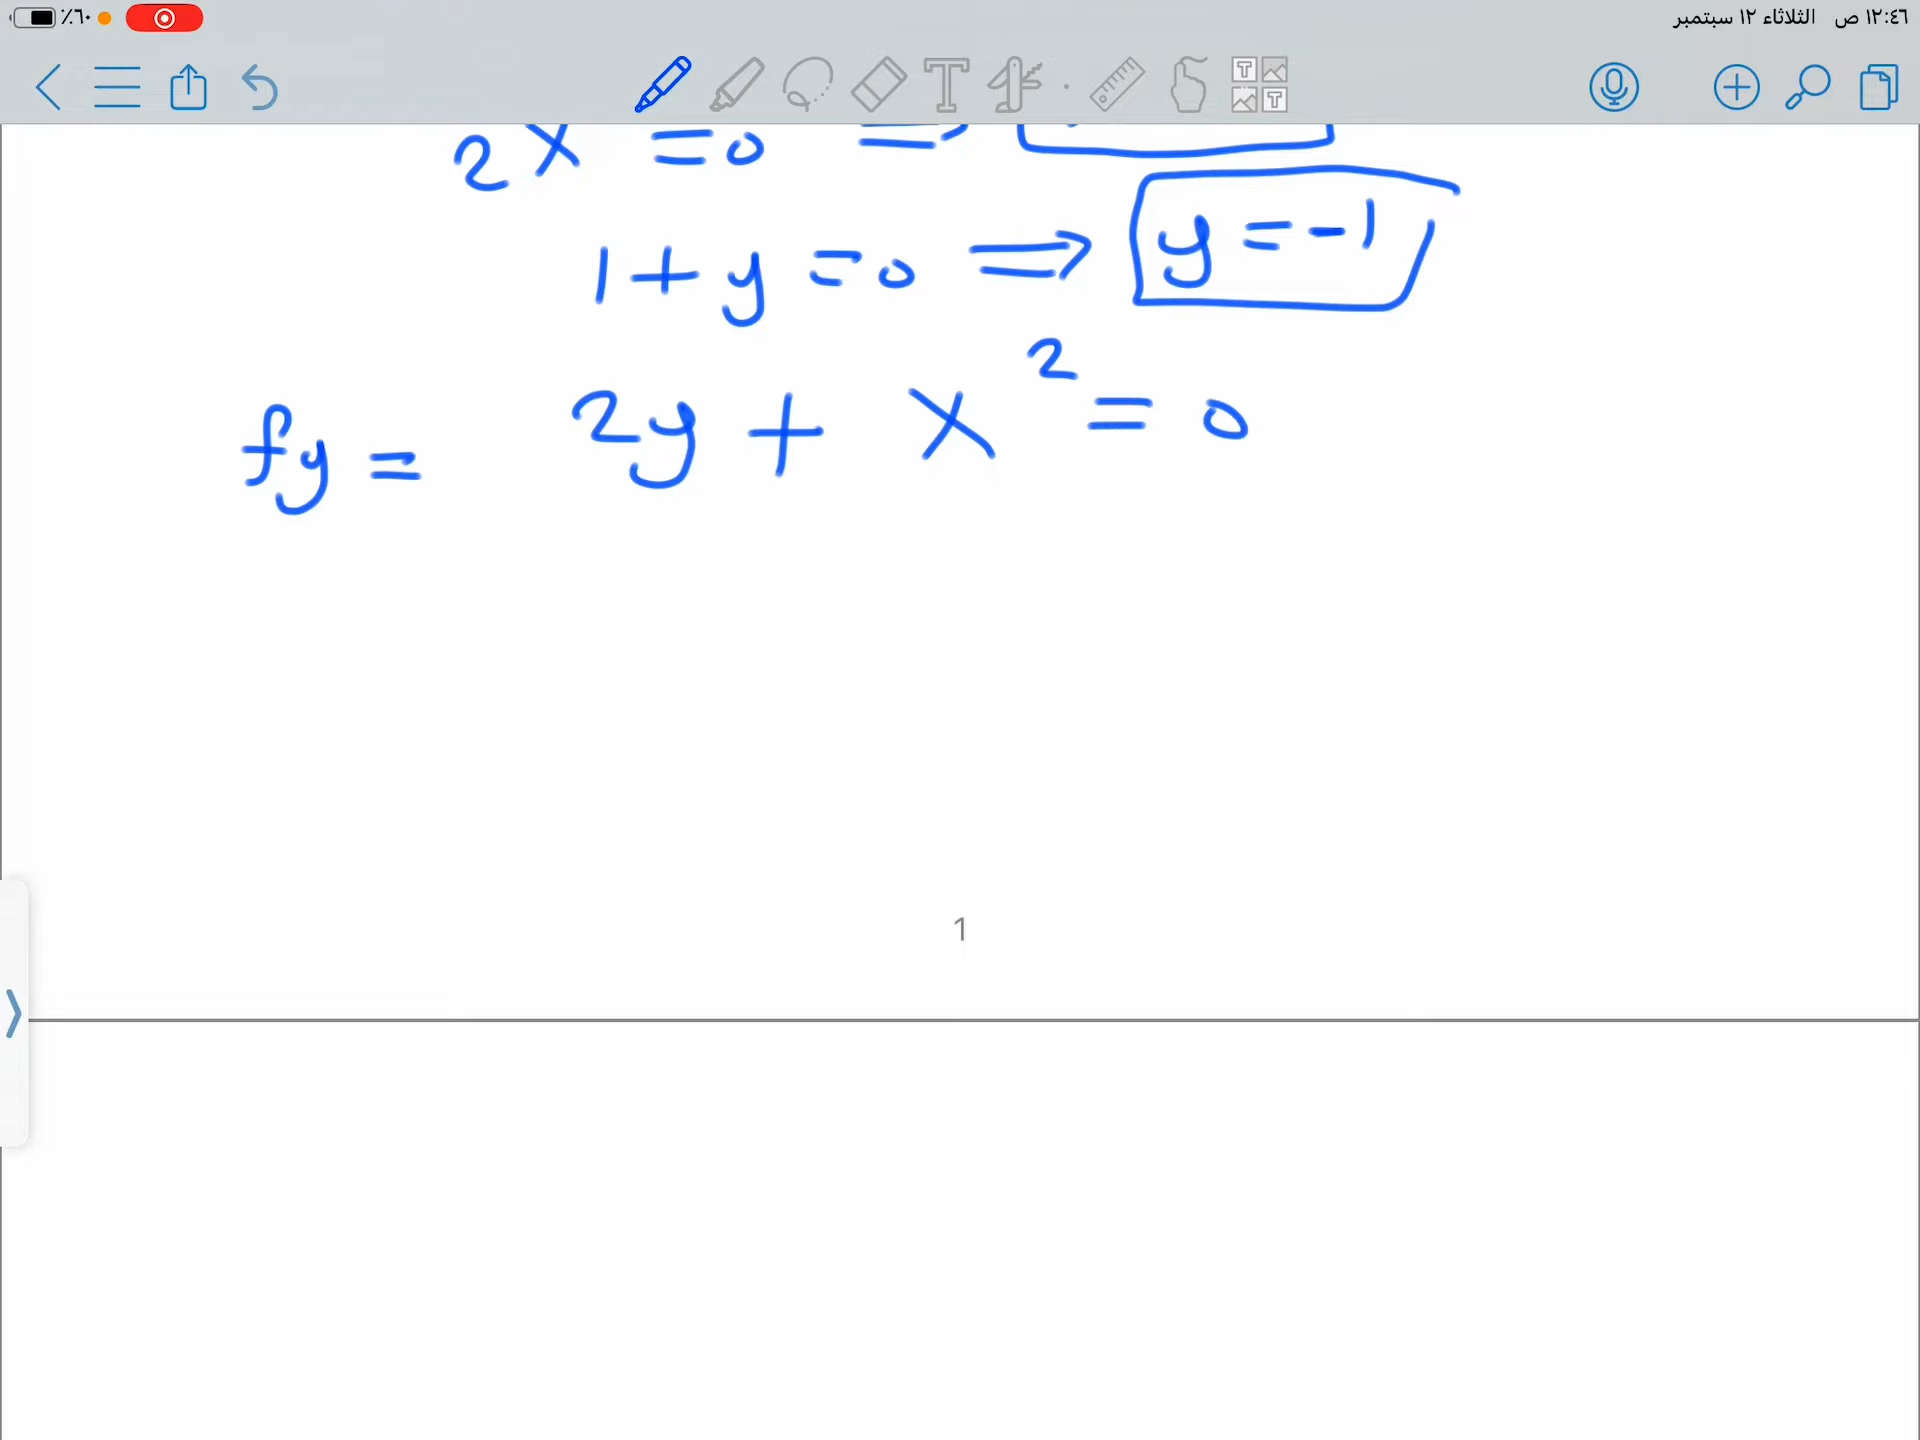 ٪٦٠
١٢:٤٦ ص الثلاثاء ١٢ سبتمبر
2x = 0 ⇒
1 + y = 0 ⇒ y = -1
fy = 2y + x² = 0
1